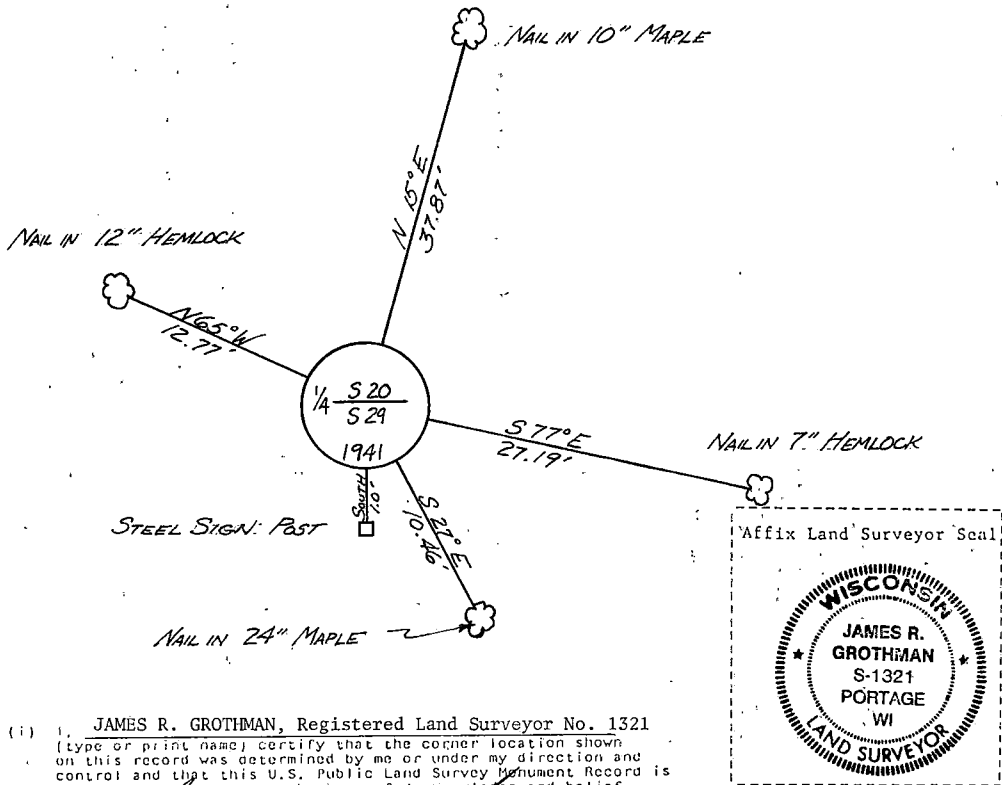 NAIL IN 10" MAPLE
N 15° E
37.87'
NAIL IN 12" HEMLOCK
N65°W
12.77'
1/4 S 20
S 29
1941
S 77° E
27.19'
NAIL IN 7" HEMLOCK
SOUTH
1.0'
S 27° E
10.46'
STEEL SIGN POST
NAIL IN 24" MAPLE
Affix Land Surveyor Seal
WISCONSIN
JAMES R.
GROTHMAN
S-1321
PORTAGE
WI
LAND SURVEYOR
(i) I, JAMES R. GROTHMAN, Registered Land Surveyor No. 1321
(type or print name) certify that the corner location shown
on this record was determined by me or under my direction and
control and that this U.S. Public Land Survey Monument Record is